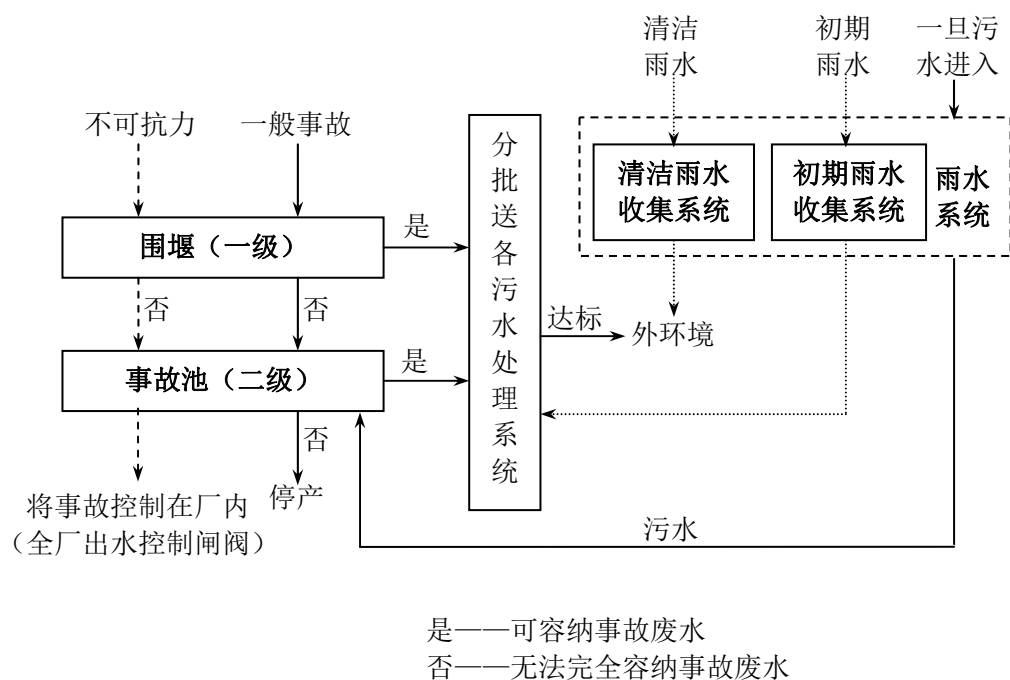 清洁
雨水
初期
雨水
一旦污
水进入
不可抗力
一般事故
分批送各污水处理系统
清洁雨水
收集系统
初期雨水
收集系统
雨水
系统
围堰（一级）
是
否
否
达标
外环境
事故池（二级）
是
否
将事故控制在厂内
（全厂出水控制闸阀）
停产
污水
是——可容纳事故废水
否——无法完全容纳事故废水